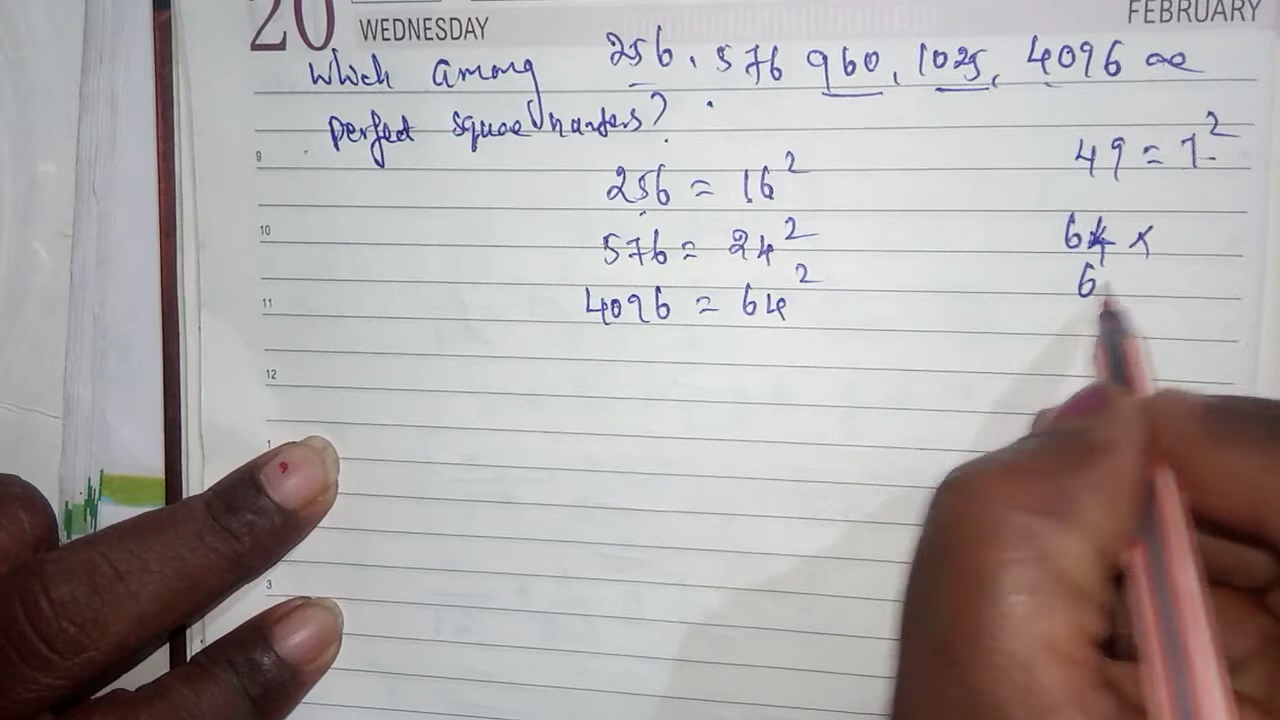 20 WEDNESDAY FEBRUARY
which among 256, 576 960, 1025, 4096 are
perfect square numbers?
9
49 = 7²
256 = 16²
10
576 = 24²
64 ×
6
11
4096 = 64²
12
1
3